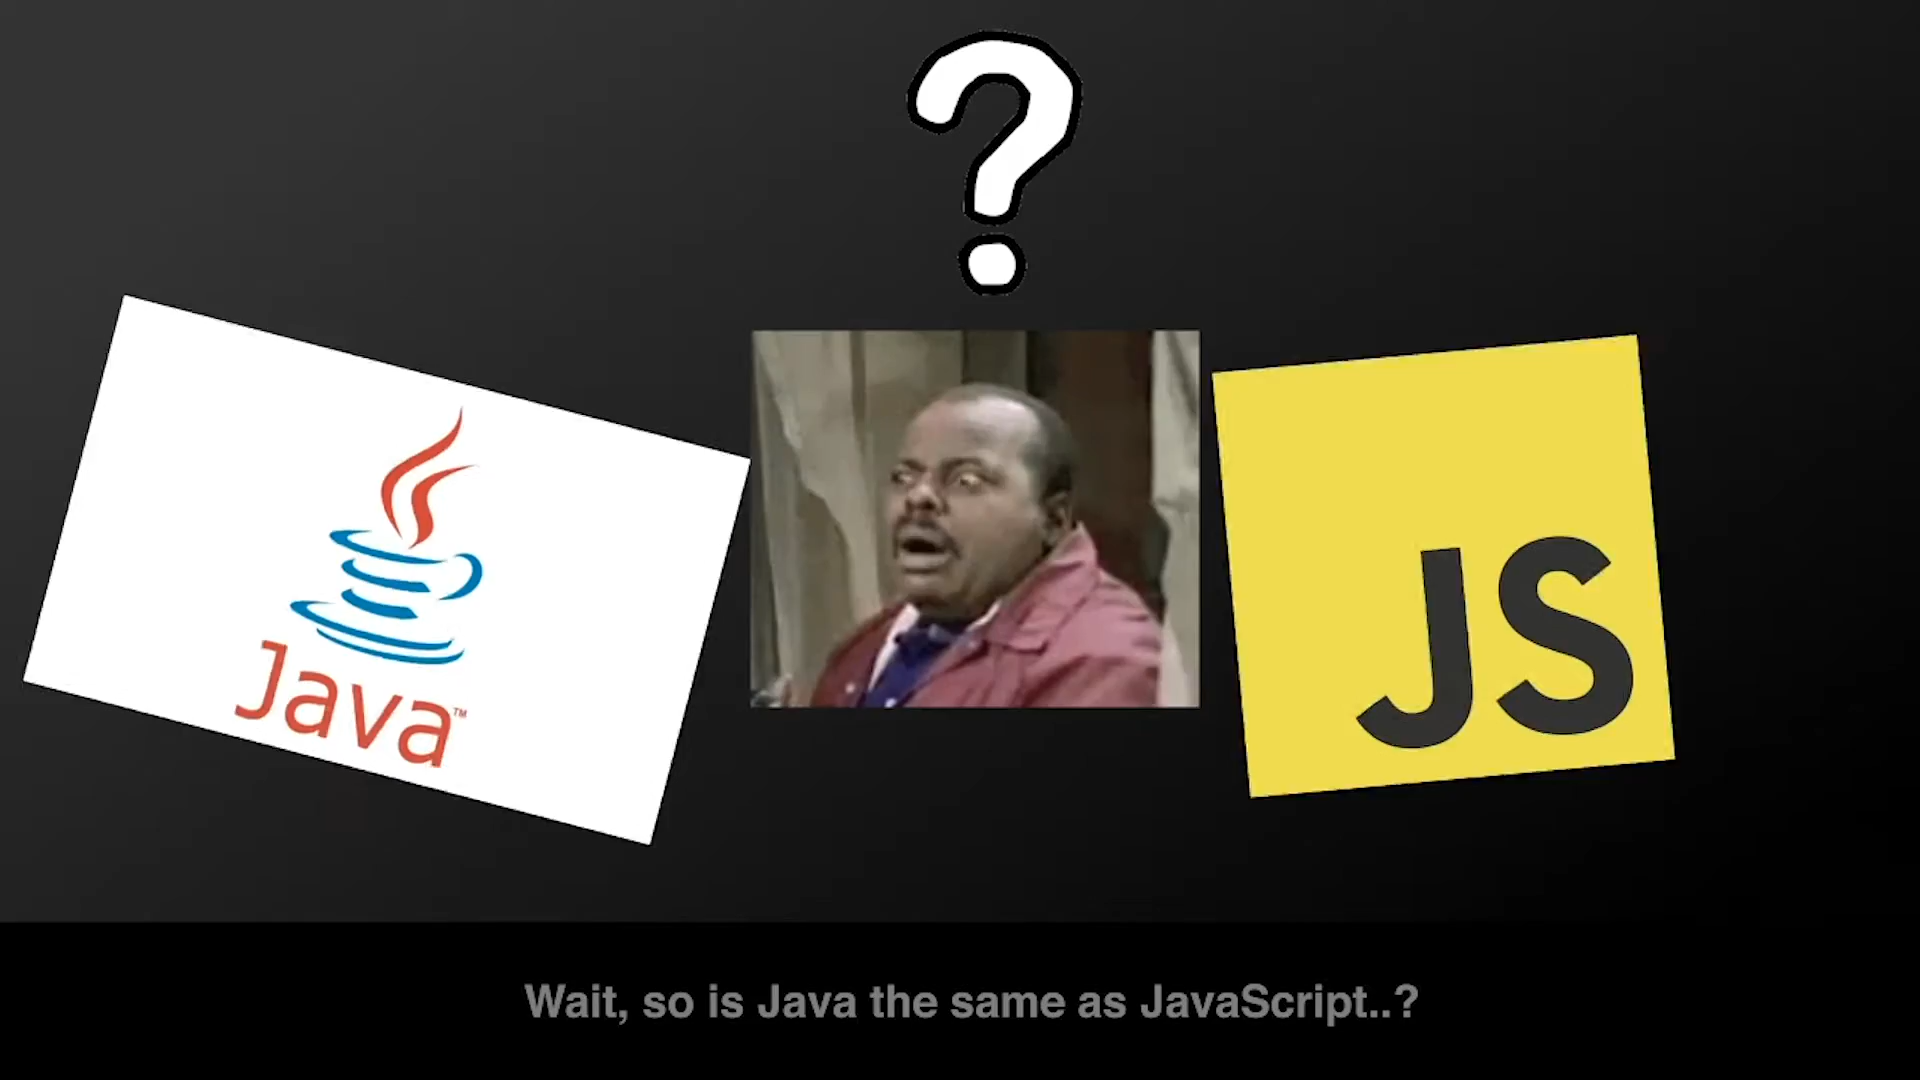 ?
Java™
JS
Wait, so is Java the same as JavaScript..?